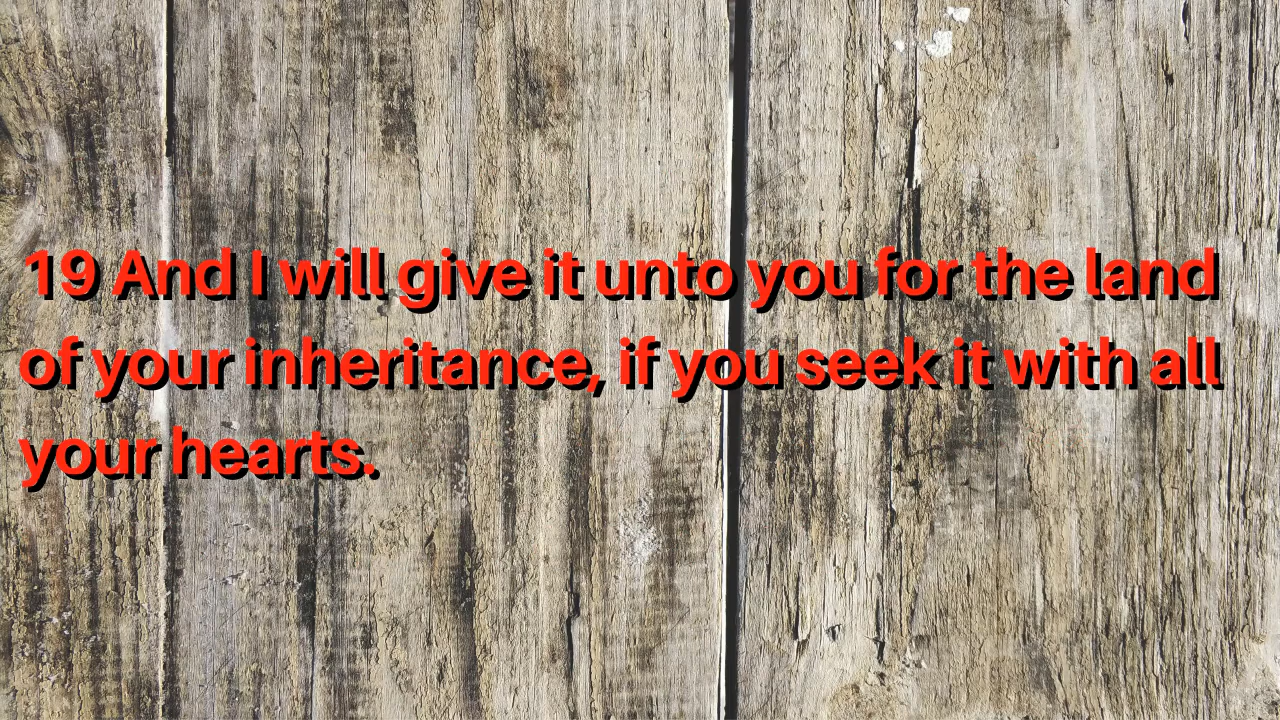 19 And I will give it unto you for the land
of your inheritance, if you seek it with all
your hearts.